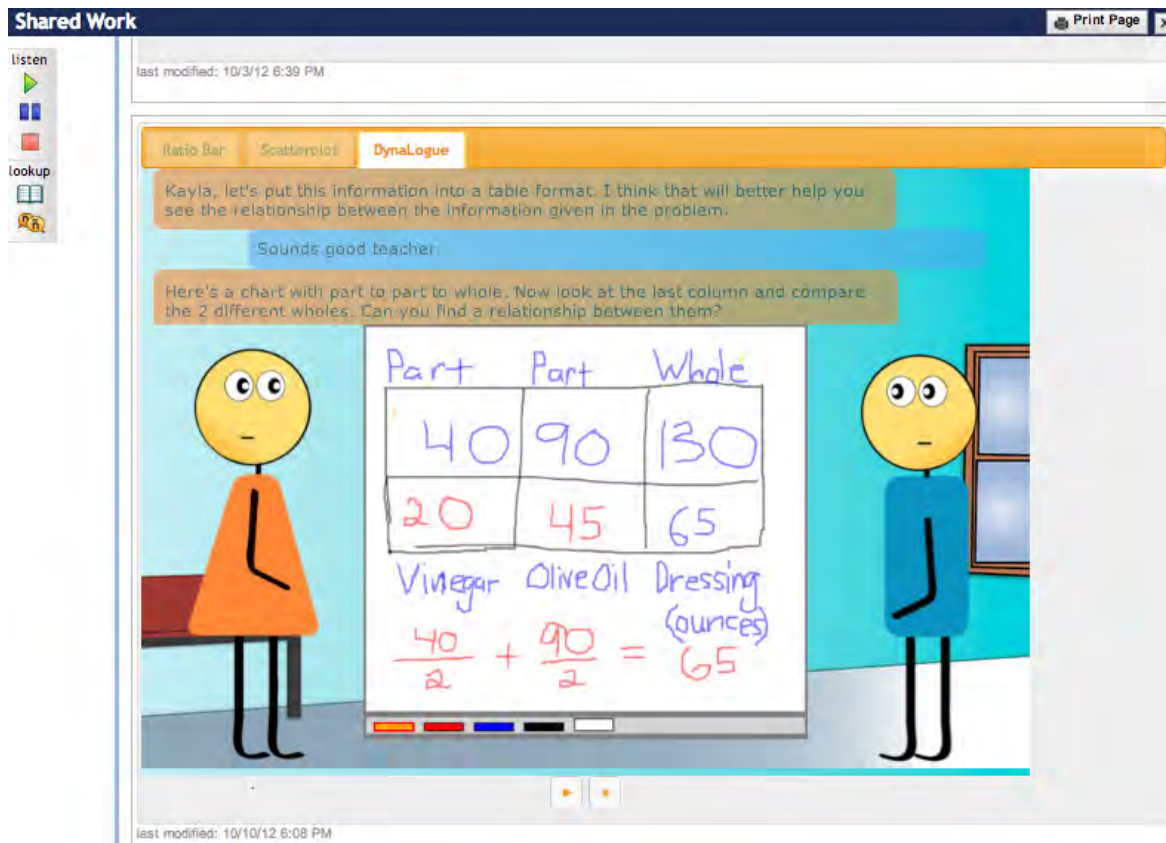 Shared Work
Print Page
listen
last modified: 10/3/12 6:39 PM
lookup
Ratio Bar Scatterplot DynaLogue
Kayla, let's put this information into a table format. I think that will better help you
see the relationship between the information given in the problem.
Sounds good teacher.
Here's a chart with part to part to whole. Now look at the last column and compare
the 2 different wholes. Can you find a relationship between them?
Part Part Whole
40 90 130
20 45 65
Vinegar Olive Oil Dressing
(ounces)
40/2 + 90/2 = 65
last modified: 10/10/12 6:08 PM